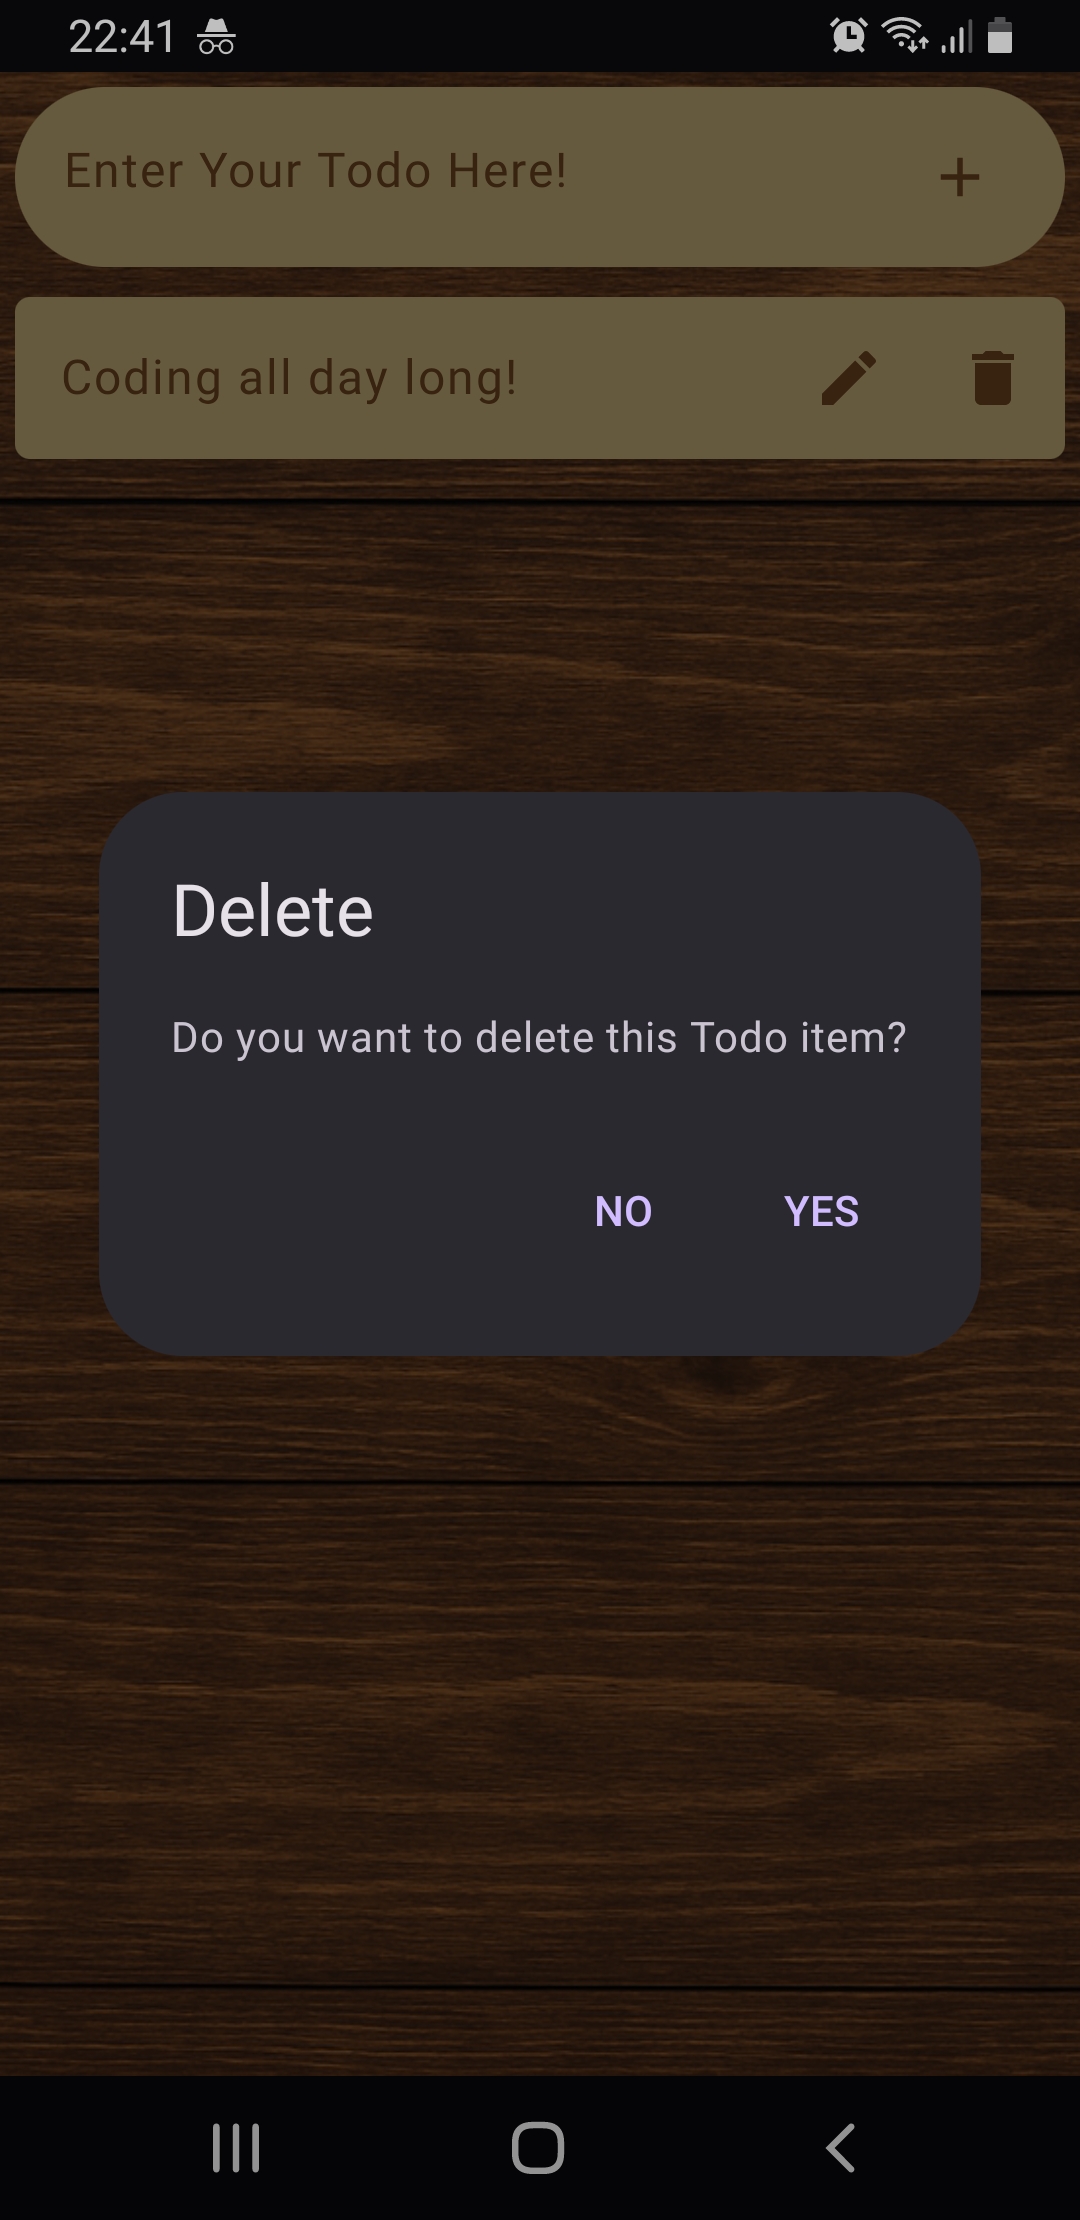 22:41
Enter Your Todo Here!
Coding all day long!
Delete
Do you want to delete this Todo item?
NO YES